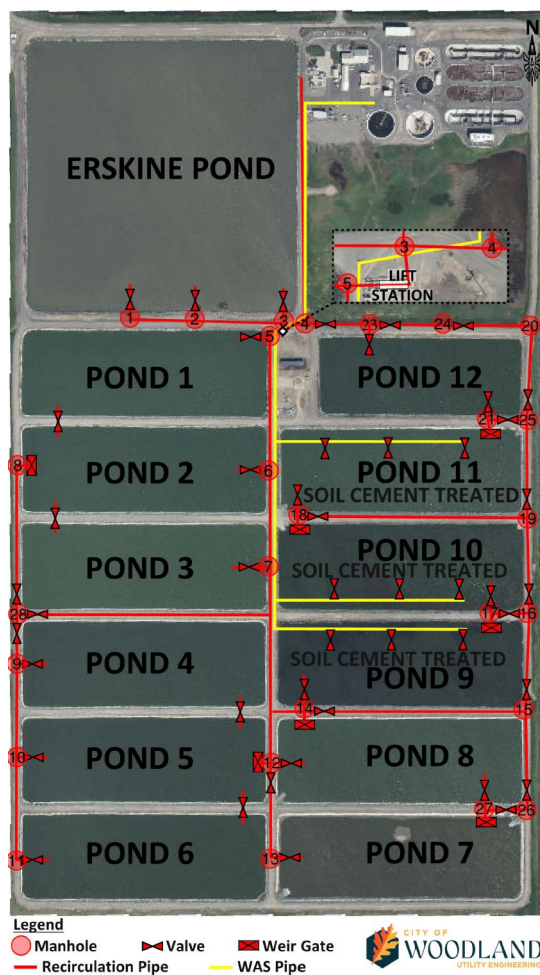 N
ERSKINE POND
3
4
5
LIFT
STATION
1
2
3
4
23
24
20
5
POND 1
POND 12
21
25
8
POND 2
6
POND 11
SOIL CEMENT TREATED
18
19
POND 3
7
POND 10
SOIL CEMENT TREATED
28
17
16
9
POND 4
SOIL CEMENT TREATED
POND 9
14
15
10
POND 5
12
POND 8
27
26
11
POND 6
13
POND 7
Legend
Manhole
Valve
Weir Gate
Recirculation Pipe
WAS Pipe
CITY OF
WOODLAND
UTILITY ENGINEERING